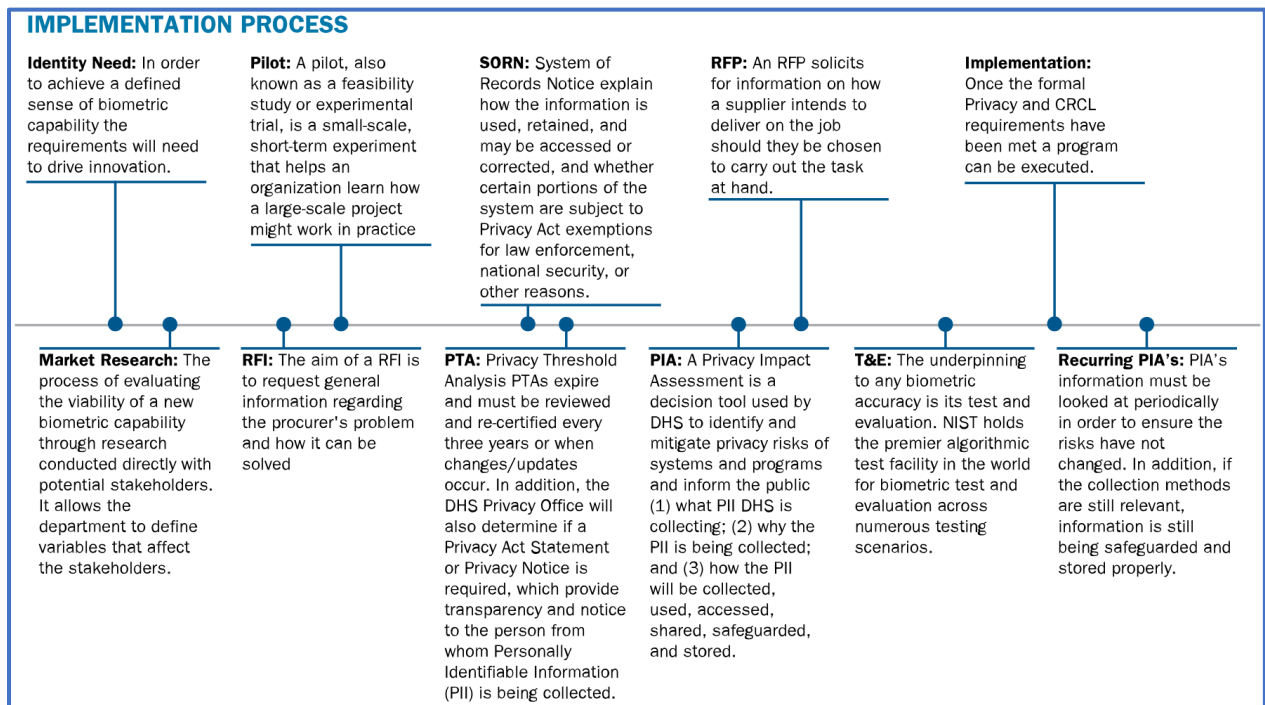 IMPLEMENTATION PROCESS
Identity Need: In order
to achieve a defined
sense of biometric
capability the
requirements will need
to drive innovation.
Pilot: A pilot, also
known as a feasibility
study or experimental
trial, is a small-scale,
short-term experiment
that helps an
organization learn how
a large-scale project
might work in practice
SORN: System of
Records Notice explain
how the information is
used, retained, and
may be accessed or
corrected, and whether
certain portions of the
system are subject to
Privacy Act exemptions
for law enforcement,
national security, or
other reasons.
RFP: An RFP solicits
for information on how
a supplier intends to
deliver on the job
should they be chosen
to carry out the task
at hand.
Implementation:
Once the formal
Privacy and CRCL
requirements have
been met a program
can be executed.
Market Research: The
process of evaluating
the viability of a new
biometric capability
through research
conducted directly with
potential stakeholders.
It allows the
department to define
variables that affect
the stakeholders.
RFI: The aim of a RFI is
to request general
information regarding
the procurer's problem
and how it can be
solved
PTA: Privacy Threshold
Analysis PTAs expire
and must be reviewed
and re-certified every
three years or when
changes/updates
occur. In addition, the
DHS Privacy Office will
also determine if a
Privacy Act Statement
or Privacy Notice is
required, which provide
transparency and notice
to the person from
whom Personally
Identifiable Information
(PII) is being collected.
PIA: A Privacy Impact
Assessment is a
decision tool used by
DHS to identify and
mitigate privacy risks of
systems and programs
and inform the public
(1) what PII DHS is
collecting; (2) why the
PII is being collected;
and (3) how the PII
will be collected,
used, accessed,
shared, safeguarded,
and stored.
T&E: The underpinning
to any biometric
accuracy is its test and
evaluation. NIST holds
the premier algorithmic
test facility in the world
for biometric test and
evaluation across
numerous testing
scenarios.
Recurring PIA's: PIA's
information must be
looked at periodically
in order to ensure the
risks have not
changed. In addition, if
the collection methods
are still relevant,
information is still
being safeguarded and
stored properly.